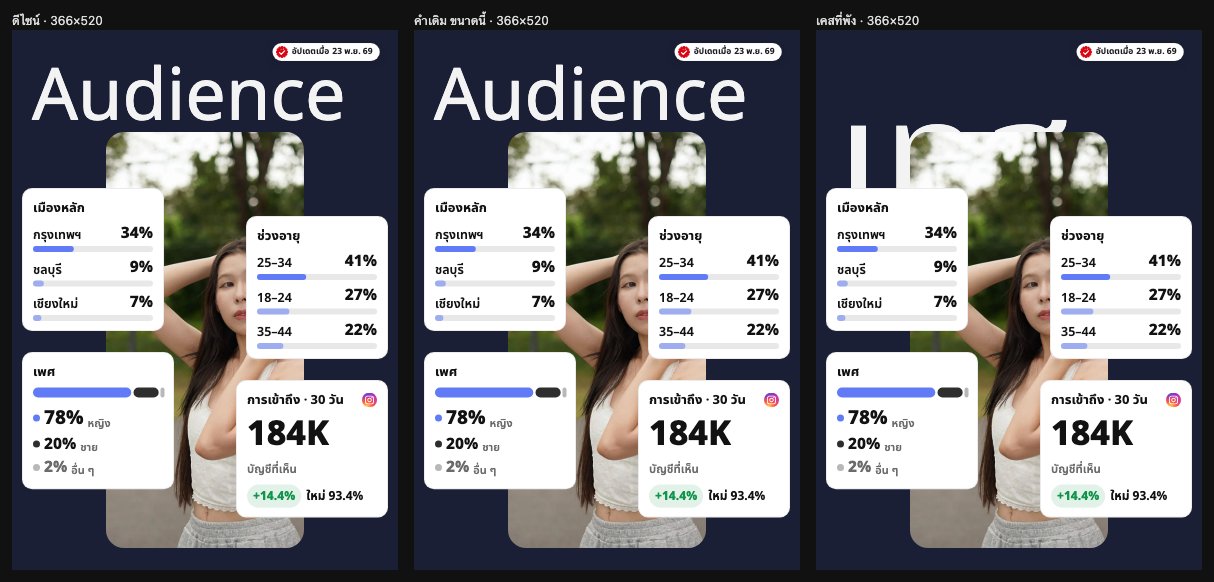 ดีไซน์ · 366×520
อัปเดตเมื่อ 23 พ.ย. 69
Audience
เมืองหลัก
กรุงเทพฯ 34%
ชลบุรี 9%
เชียงใหม่ 7%
ช่วงอายุ
25–34 41%
18–24 27%
35–44 22%
เพศ
78% หญิง
20% ชาย
2% อื่น ๆ
การเข้าถึง · 30 วัน
184K
บัญชีที่เห็น
+14.4% ใหม่ 93.4%
คำเดิม ขนาดนี้ · 366×520
อัปเดตเมื่อ 23 พ.ย. 69
Audience
เมืองหลัก
กรุงเทพฯ 34%
ชลบุรี 9%
เชียงใหม่ 7%
ช่วงอายุ
25–34 41%
18–24 27%
35–44 22%
เพศ
78% หญิง
20% ชาย
2% อื่น ๆ
การเข้าถึง · 30 วัน
184K
บัญชีที่เห็น
+14.4% ใหม่ 93.4%
เคสที่พัง · 366×520
อัปเดตเมื่อ 23 พ.ย. 69
เมืองหลัก
กรุงเทพฯ 34%
ชลบุรี 9%
เชียงใหม่ 7%
ช่วงอายุ
25–34 41%
18–24 27%
35–44 22%
เพศ
78% หญิง
20% ชาย
2% อื่น ๆ
การเข้าถึง · 30 วัน
184K
บัญชีที่เห็น
+14.4% ใหม่ 93.4%